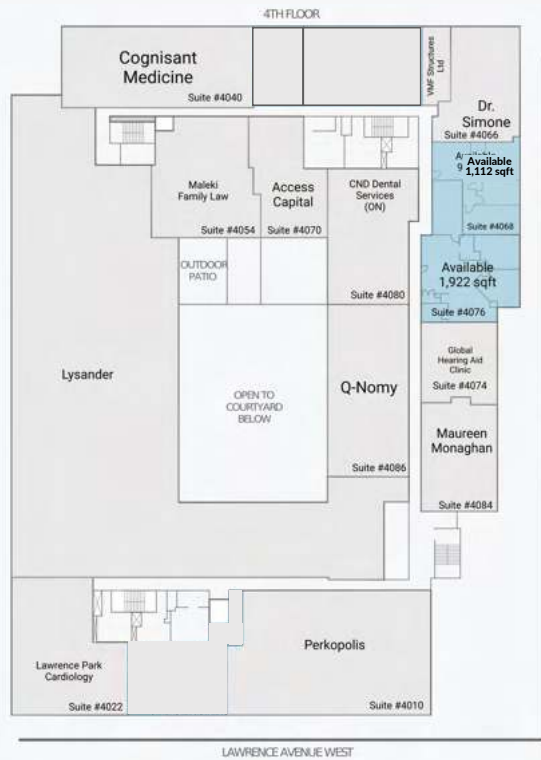 4TH FLOOR
Cognisant
Medicine
Suite #4040
VMF Structures
Ltd
Dr.
Simone
Suite #4066
Available
1,112 sqft
Suite #4068
Maleki
Family Law
Suite #4054
Access
Capital
Suite #4070
CND Dental
Services
(ON)
Suite #4080
OUTDOOR
PATIO
Available
1,922 sqft
Suite #4076
Lysander
OPEN TO
COURTYARD
BELOW
Q-Nomy
Suite #4086
Global
Hearing Aid
Clinic
Suite #4074
Maureen
Monaghan
Suite #4084
Lawrence Park
Cardiology
Suite #4022
Perkopolis
Suite #4010
LAWRENCE AVENUE WEST